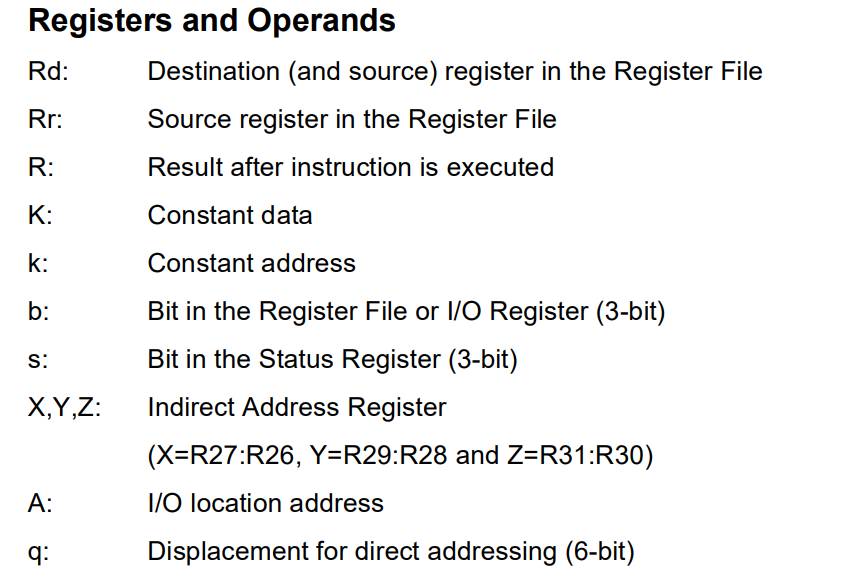 Registers and Operands
Rd: Destination (and source) register in the Register File
Rr: Source register in the Register File
R: Result after instruction is executed
K: Constant data
k: Constant address
b: Bit in the Register File or I/O Register (3-bit)
s: Bit in the Status Register (3-bit)
X,Y,Z: Indirect Address Register
(X=R27:R26, Y=R29:R28 and Z=R31:R30)
A: I/O location address
q: Displacement for direct addressing (6-bit)